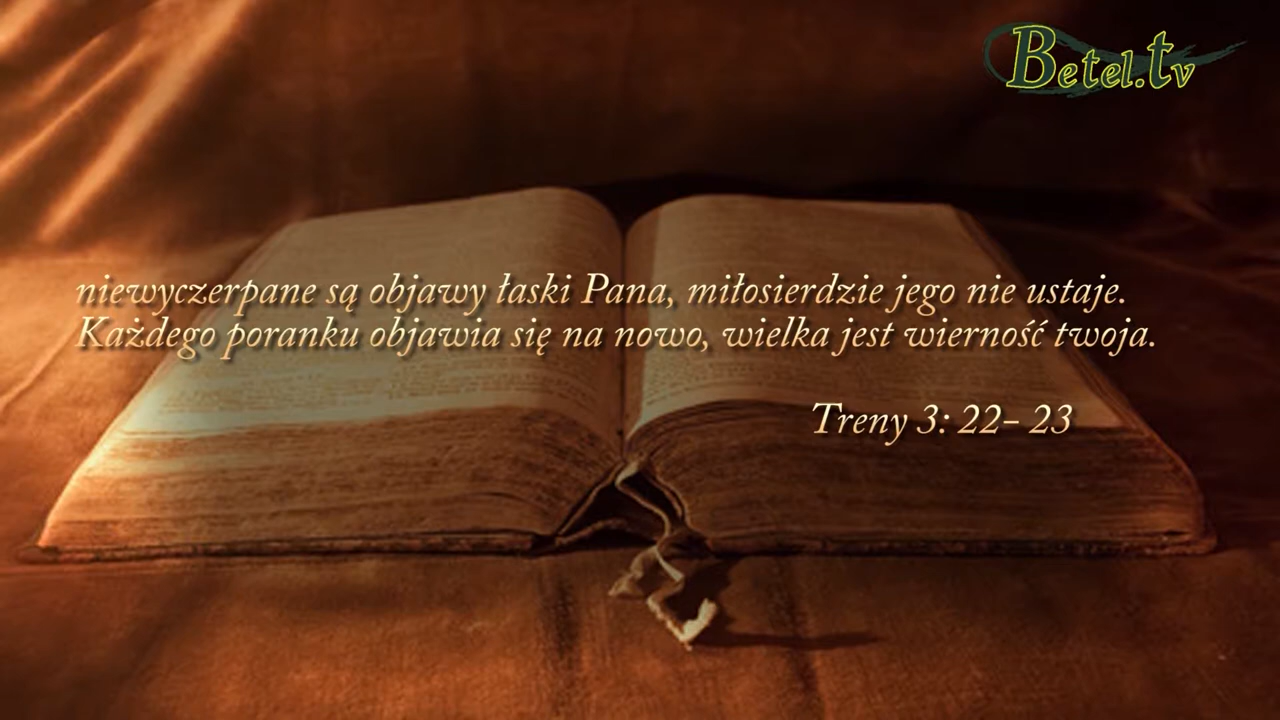 Betel.tv
niewyczerpane są objawy łaski Pana, miłosierdzie jego nie ustaje.
Każdego poranku objawia się na nowo, wielka jest wierność twoja.
Treny 3: 22- 23